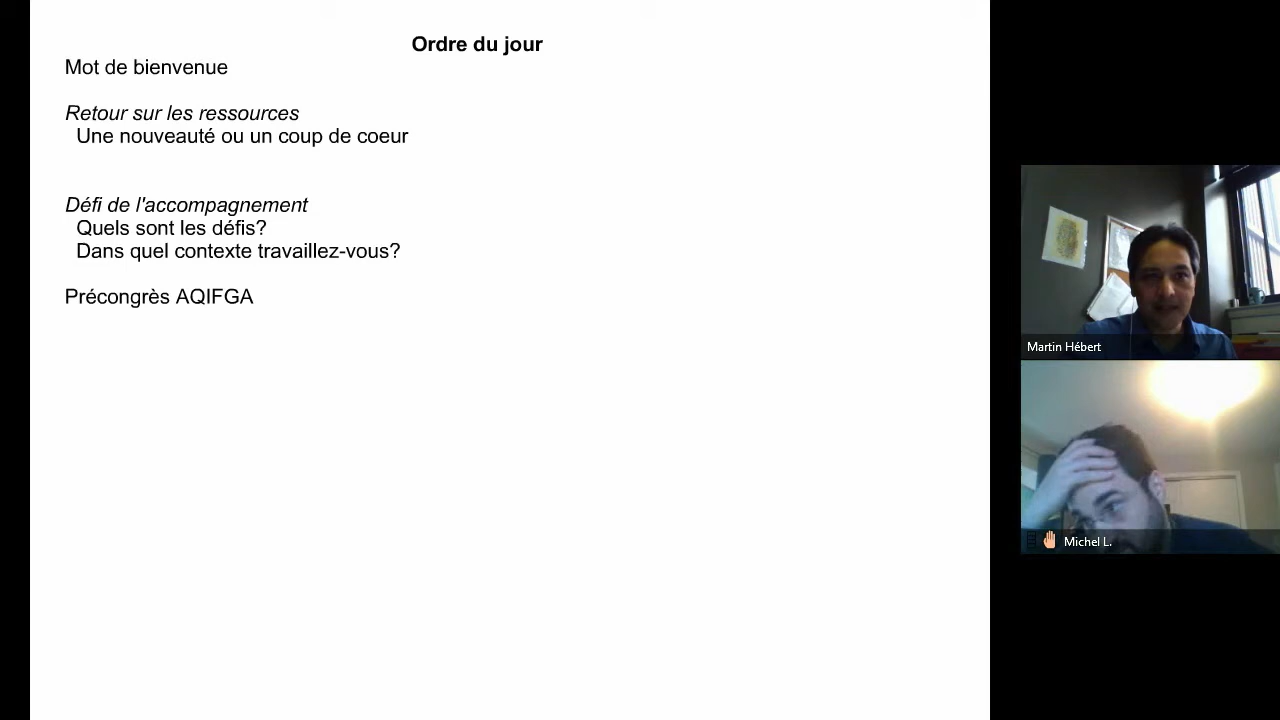 Ordre du jour
Mot de bienvenue
Retour sur les ressources
Une nouveauté ou un coup de coeur
Défi de l'accompagnement
Quels sont les défis?
Dans quel contexte travaillez-vous?
Précongrès AQIFGA
Martin Hébert
Michel L.